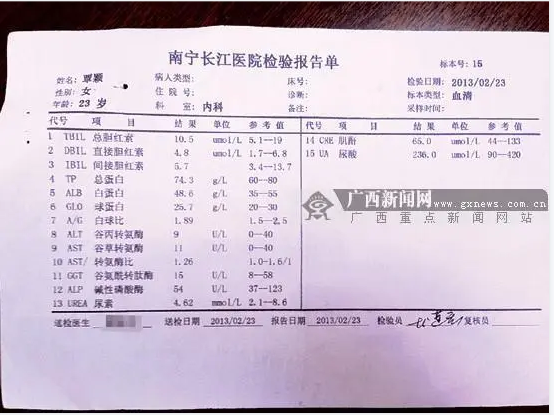 南宁长江医院检验报告单
标本号: 15
姓名: 覃颖 病人类型: 床号: 检验日期: 2013/02/23
性别: 女 住院号: 诊断: 标本类型: 血清
年龄: 23 岁 科室: 内科 备注: 采样时间:
代号 项目 结果 单位 参考值 代号 项目 结果 单位 参考值
1 TBIL 总胆红素 10.5 umol/L 5.1--19 14 CRE 肌酐 65.0 umol/L 44--133
2 DBIL 直接胆红素 4.8 umol/L 1.7--6.8 15 UA 尿酸 236.0 umol/L 90--420
3 IBIL 间接胆红素 5.7 3.4--13.7
4 TP 总蛋白 74.3 g/L 60--80
5 ALB 白蛋白 48.6 g/L 35--55
6 GLO 球蛋白 25.7 g/L 20--30
7 A/G 白球比 1.89 1.5--2.5
8 ALT 谷丙转氨酶 9 U/L 0--40
9 AST 谷草转氨酶 11 U/L 0--40
10 AST/ 转氨酶比 1.26 1.0-1.6/1
11 GGT 谷氨酰转肽酶 15 U/L 8--58
12 ALP 碱性磷酸酶 54 U/L 37--123
13 UREA 尿素 4.62 mmol/L 2.1--8.6
送检医生 送检日期 2013/02/23 报告日期 2013/02/23 检验员 复核员
广西新闻网
www.gxnews.com.cn
广西重点新闻网站